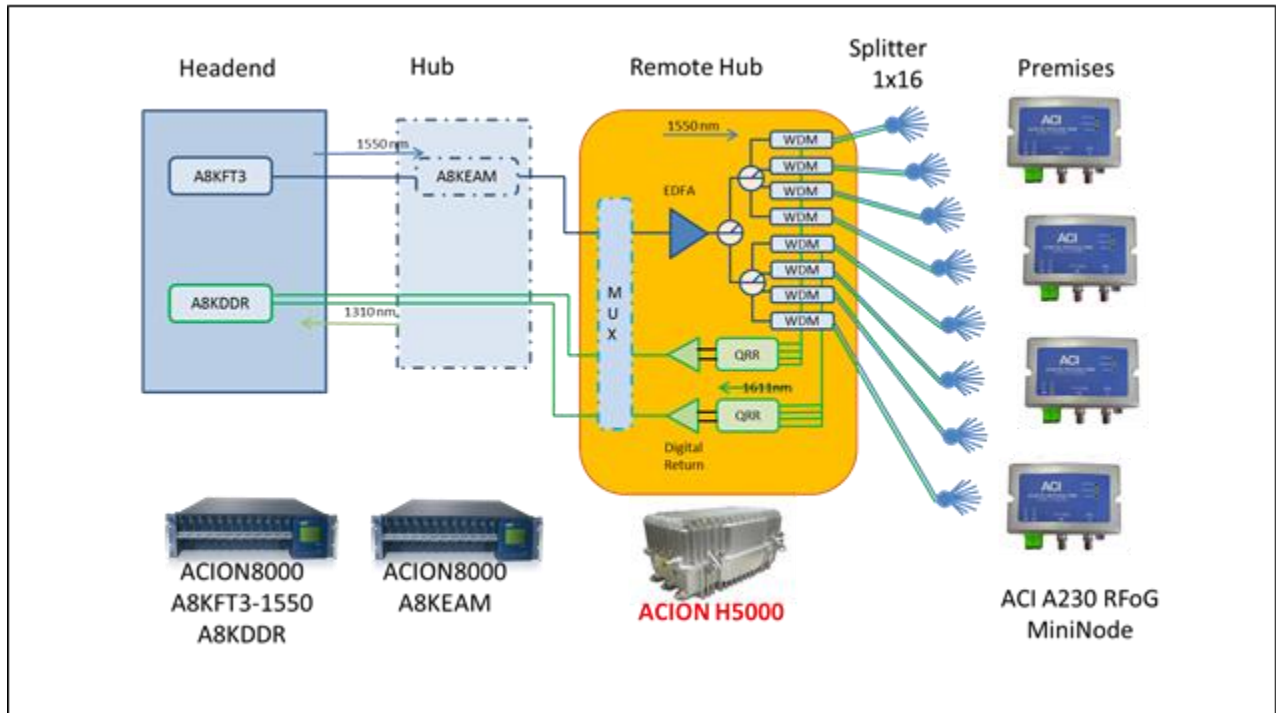 Headend
Hub
Remote Hub
Splitter
1x16
Premises
1550 nm
1550 nm
WDM
WDM
WDM
WDM
WDM
WDM
WDM
WDM
A8KFT3
A8KEAM
EDFA
A8KDDR
1310 nm
M
U
X
QRR
1611nm
QRR
Digital
Return
ACI
ACI
ACI
ACI
ACION8000
A8KFT3-1550
A8KDDR
ACION8000
A8KEAM
ACION H5000
ACI A230 RFoG
MiniNode